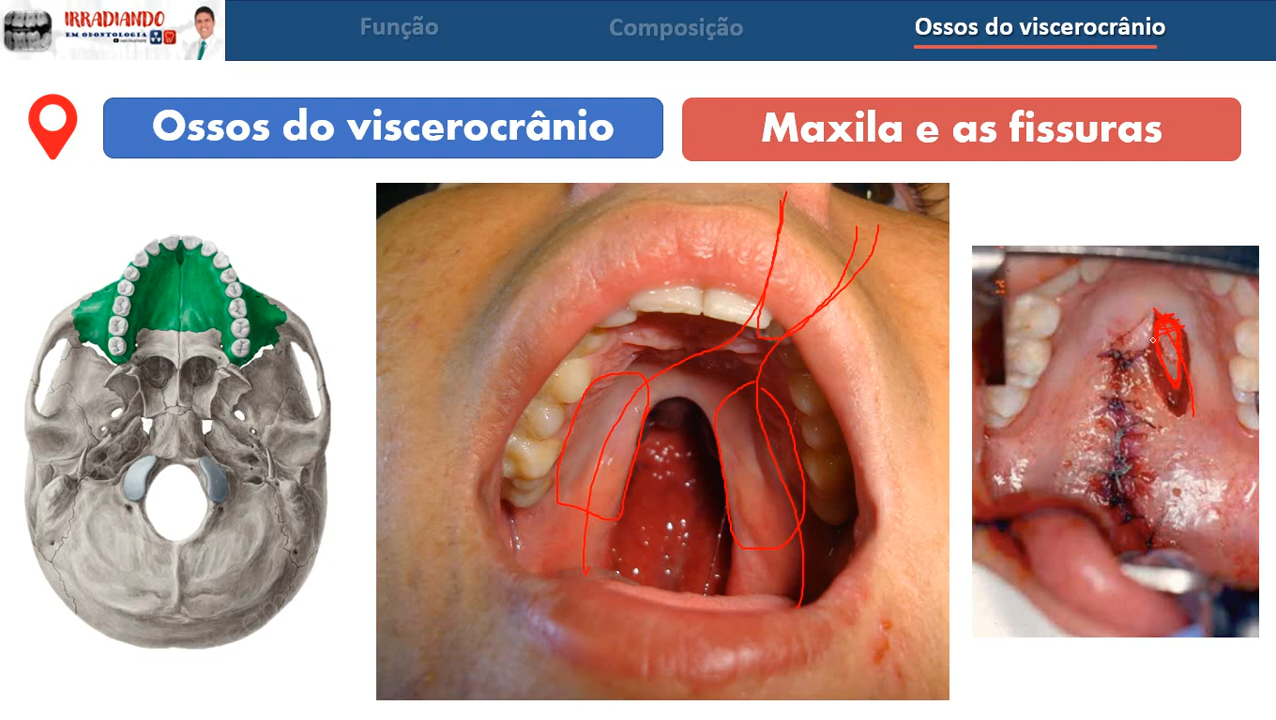 IRRADIANDO
EM ODONTOLOGIA
Função
Composição
Ossos do viscerocrânio
Ossos do viscerocrânio
Maxila e as fissuras